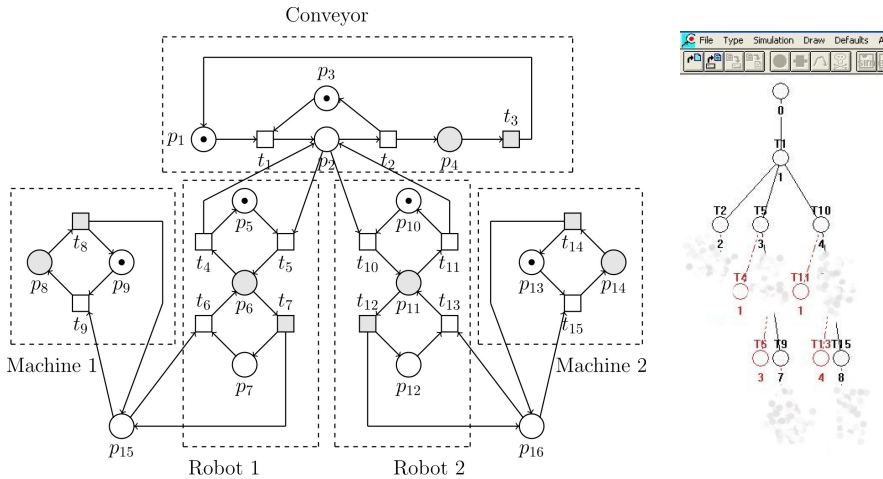 Conveyor
File Type Simulation Draw Defaults A
p3
t3
p1
t1
p2
t2
p4
0
T1
1
p5
p10
t8
t14
T2
T5
T10
t4
t5
t10
t11
2
3
4
p8
p9
p13
p14
p6
p11
T4
T11
t9
t6
t7
t12
t13
t15
1
1
Machine 1
p7
p12
Machine 2
T9
T13
T15
3
7
4
8
p15
p16
Robot 1
Robot 2